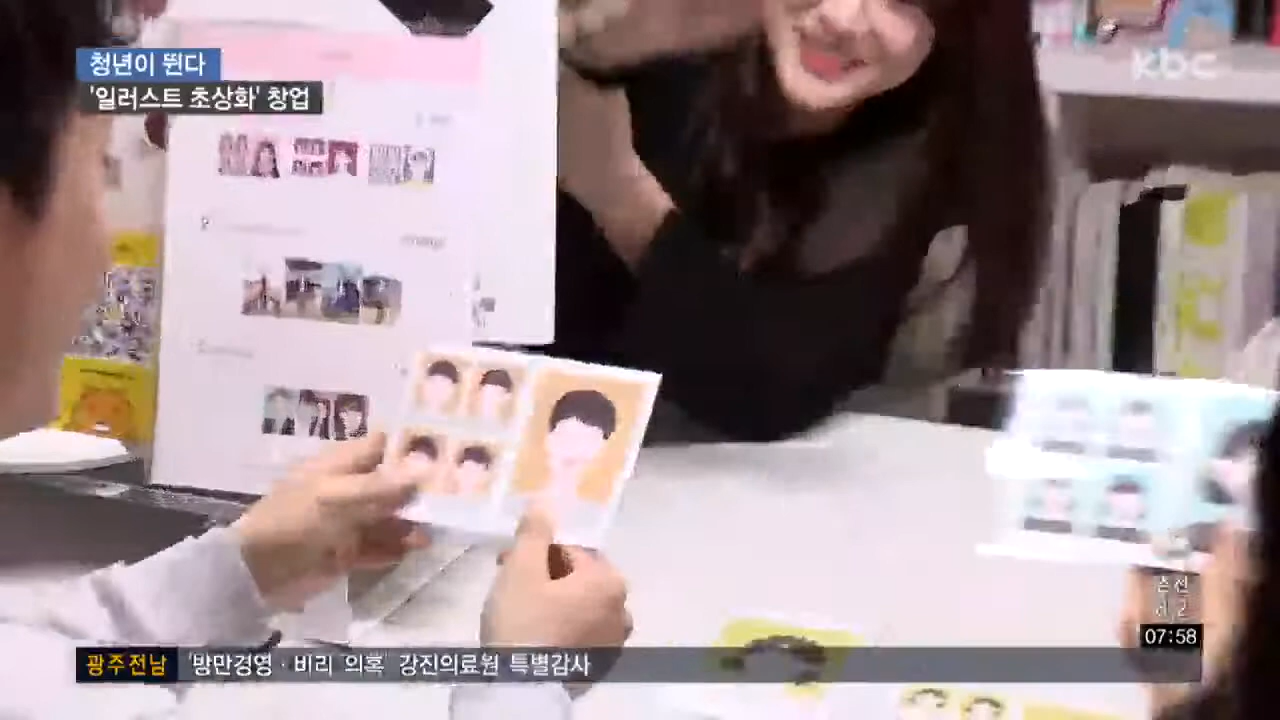 청년이 뛴다
'일러스트 초상화' 창업
kbc
순천
07:58
광주전남 '방만경영·비리 의혹' 강진의료원 특별감사